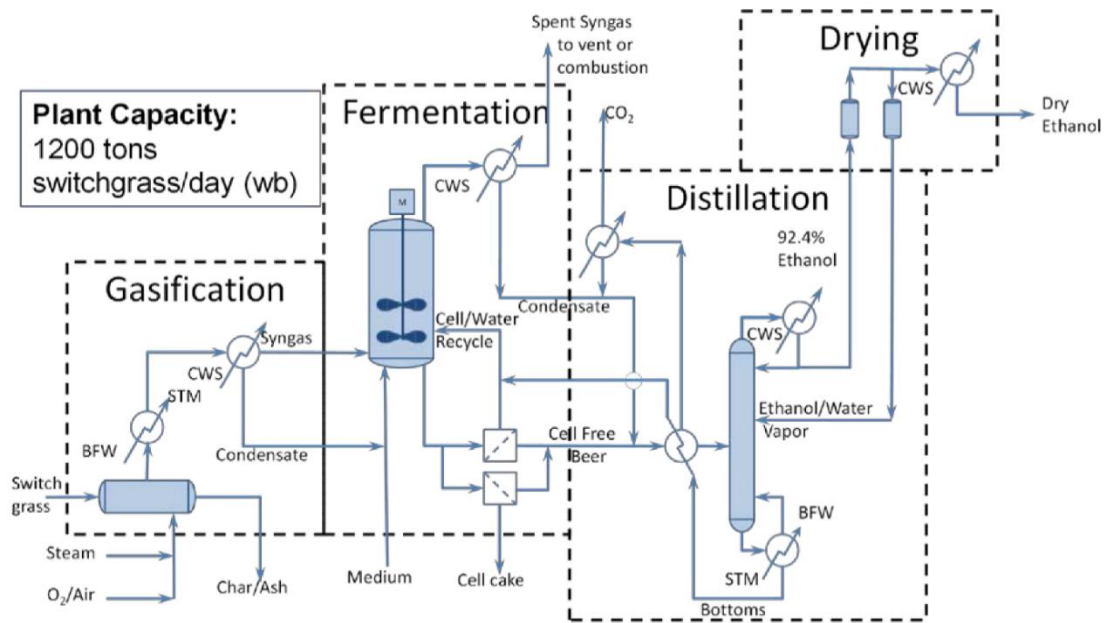 Plant Capacity:
1200 tons
switchgrass/day (wb)
Gasification
Switch
grass
Steam
O₂/Air
BFW
STM
CWS
Syngas
Condensate
Char/Ash
Fermentation
Spent Syngas
to vent or
combustion
M
CWS
Condensate
Cell/Water
Recycle
Medium
Cell Free
Beer
Cell cake
Distillation
CO₂
92.4%
Ethanol
CWS
Ethanol/Water
Vapor
BFW
STM
Bottoms
Drying
CWS
Dry
Ethanol